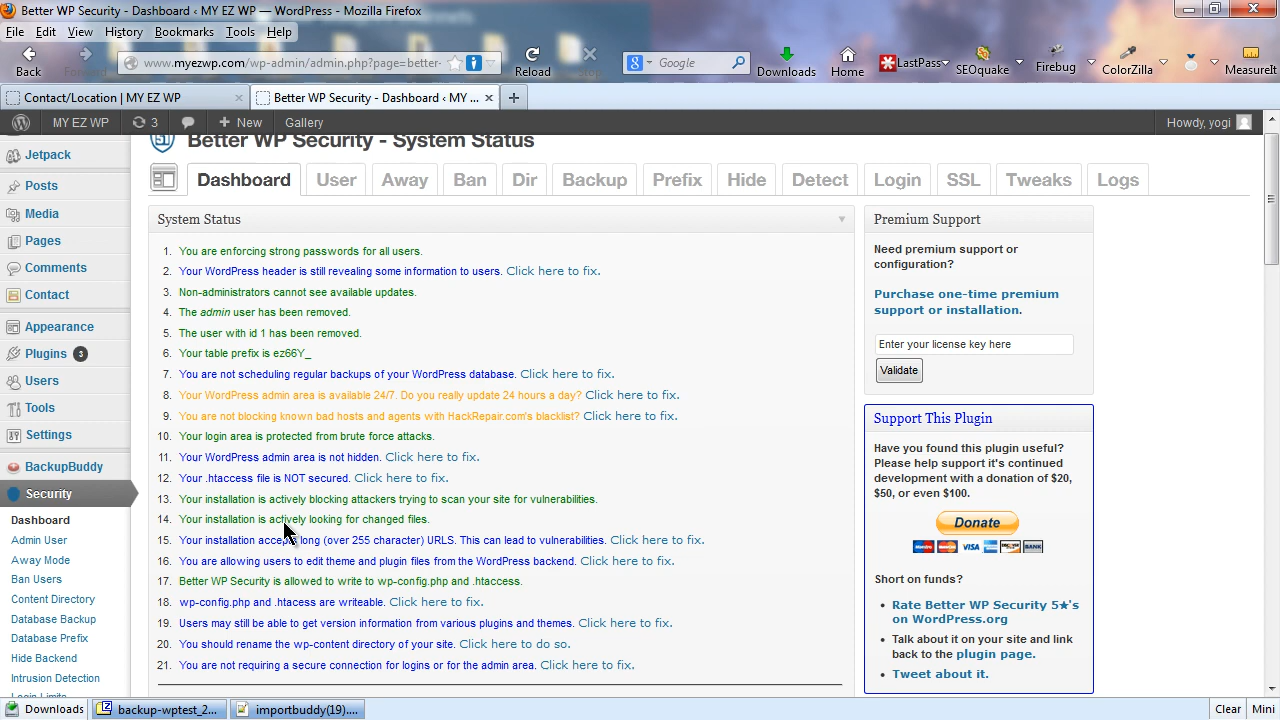 Better WP Security - Dashboard ‹ MY EZ WP — WordPress - Mozilla Firefox
File Edit View History Bookmarks Tools Help
Back
www.myezwp.com/wp-admin/admin.php?page=better-
Reload
Google
Downloads
Home
LastPass
SEOquake
Firebug
ColorZilla
MeasureIt
Contact/Location | MY EZ WP
Better WP Security - Dashboard ‹ MY ...
MY EZ WP
3
New
Gallery
Howdy, yogi
Jetpack
Posts
Media
Pages
Comments
Contact
Appearance
Plugins 3
Users
Tools
Settings
BackupBuddy
Security
Dashboard
Admin User
Away Mode
Ban Users
Content Directory
Database Backup
Database Prefix
Hide Backend
Intrusion Detection
Login Limits
Better WP Security - System Status
Dashboard User Away Ban Dir Backup Prefix Hide Detect Login SSL Tweaks Logs
System Status
1. You are enforcing strong passwords for all users.
2. Your WordPress header is still revealing some information to users. Click here to fix.
3. Non-administrators cannot see available updates.
4. The admin user has been removed.
5. The user with id 1 has been removed.
6. Your table prefix is ez66Y_
7. You are not scheduling regular backups of your WordPress database. Click here to fix.
8. Your WordPress admin area is available 24/7. Do you really update 24 hours a day? Click here to fix.
9. You are not blocking known bad hosts and agents with HackRepair.com's blacklist? Click here to fix.
10. Your login area is protected from brute force attacks.
11. Your WordPress admin area is not hidden. Click here to fix.
12. Your .htaccess file is NOT secured. Click here to fix.
13. Your installation is actively blocking attackers trying to scan your site for vulnerabilities.
14. Your installation is actively looking for changed files.
15. Your installation accepts long (over 255 character) URLS. This can lead to vulnerabilities. Click here to fix.
16. You are allowing users to edit theme and plugin files from the WordPress backend. Click here to fix.
17. Better WP Security is allowed to write to wp-config.php and .htaccess.
18. wp-config.php and .htacess are writeable. Click here to fix.
19. Users may still be able to get version information from various plugins and themes. Click here to fix.
20. You should rename the wp-content directory of your site. Click here to do so.
21. You are not requiring a secure connection for logins or for the admin area. Click here to fix.
Premium Support
Need premium support or
configuration?
Purchase one-time premium
support or installation.
Enter your license key here
Validate
Support This Plugin
Have you found this plugin useful?
Please help support it's continued
development with a donation of $20,
$50, or even $100.
Donate
VISA
BANK
Short on funds?
• Rate Better WP Security 5★'s
on WordPress.org
• Talk about it on your site and link
back to the plugin page.
• Tweet about it.
Downloads
backup-wptest_2...
importbuddy(19)....
Clear
Mini